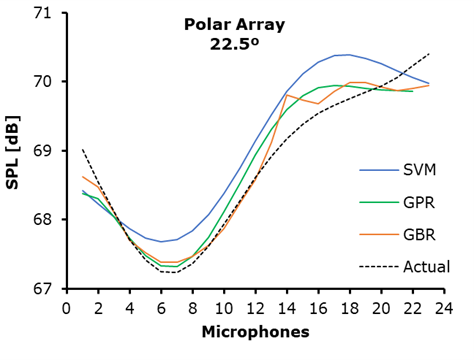 Polar Array
22.5º
71
70
69
68
67
SPL [dB]
SVM
GPR
GBR
Actual
0 2 4 6 8 10 12 14 16 18 20 22 24
Microphones